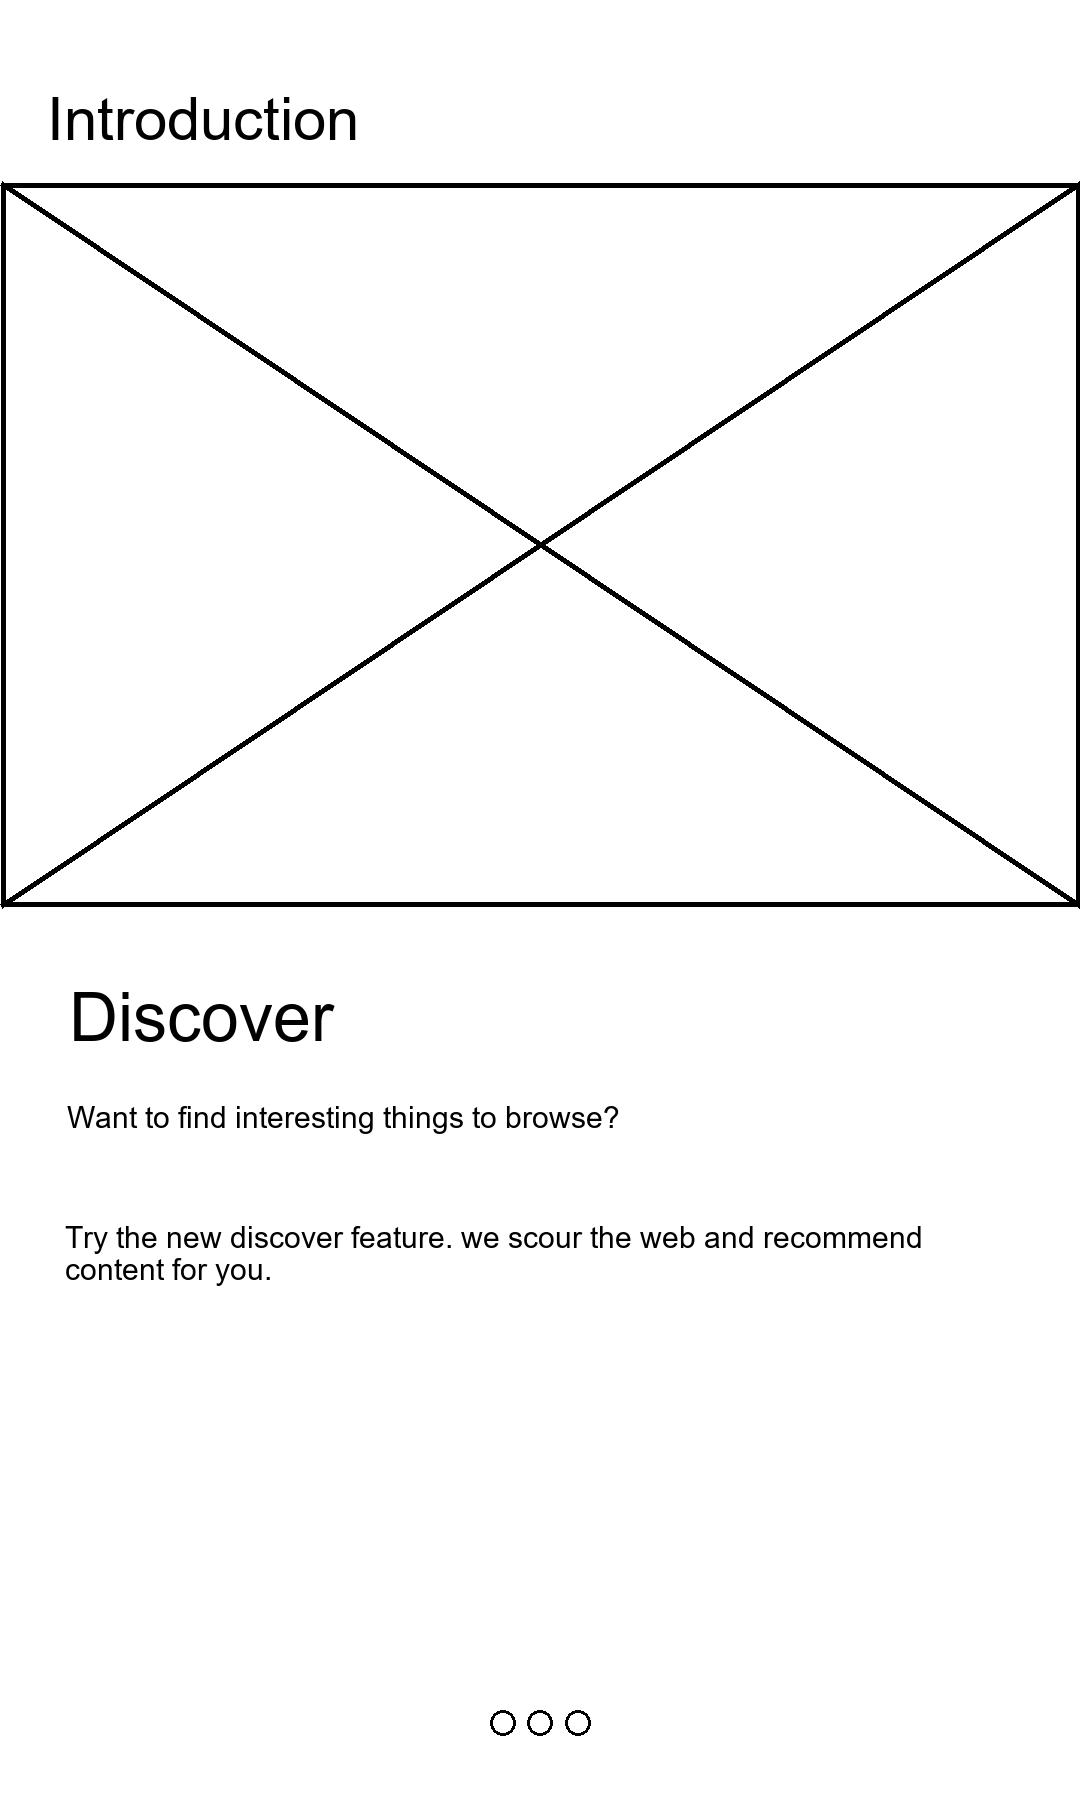 Introduction
Discover
Want to find interesting things to browse?
Try the new discover feature. we scour the web and recommend
content for you.